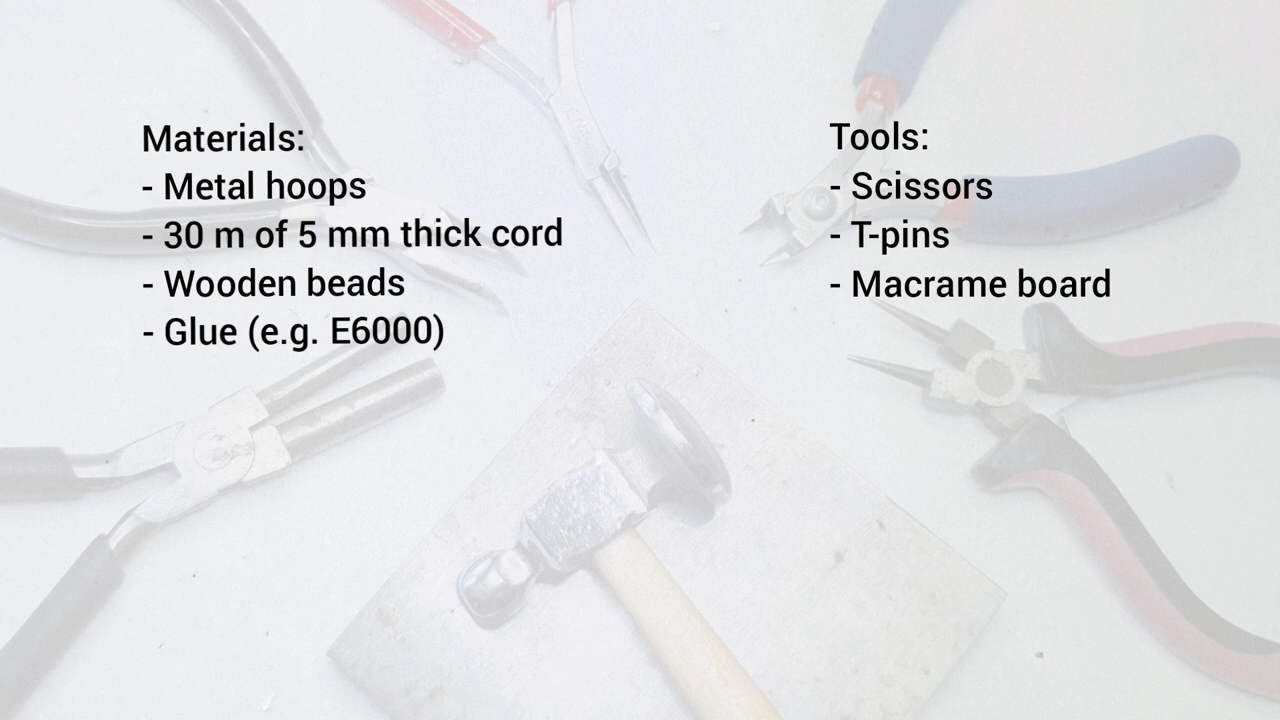 Materials:
- Metal hoops
- 30 m of 5 mm thick cord
- Wooden beads
- Glue (e.g. E6000)
Tools:
- Scissors
- T-pins
- Macrame board